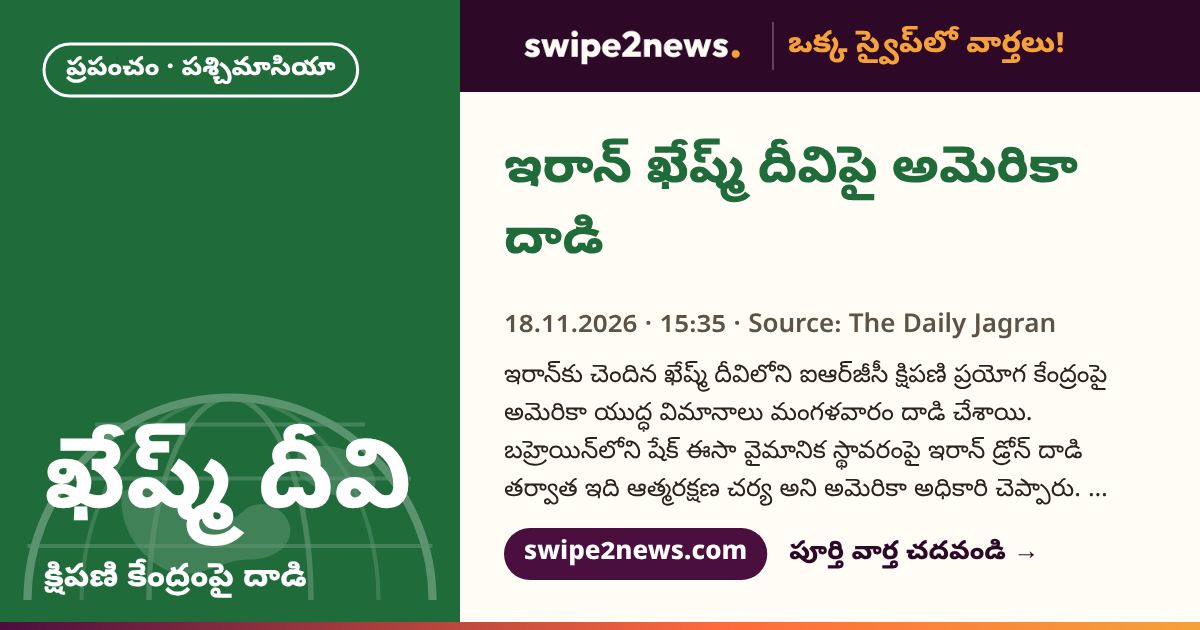 ప్రపంచం · పశ్చిమాసియా
ఖేష్మ్ దీవి
క్షిపణి కేంద్రంపై దాడి
swipe2news. ఒక్క స్వైప్‌లో వార్తలు!
ఇరాన్ ఖేష్మ్ దీవిపై అమెరికా
దాడి
18.11.2026 · 15:35 · Source: The Daily Jagran
ఇరాన్‌కు చెందిన ఖేష్మ్ దీవిలోని ఐఆర్‌జీసీ క్షిపణి ప్రయోగ కేంద్రంపై
అమెరికా యుద్ధ విమానాలు మంగళవారం దాడి చేశాయి.
బహ్రెయిన్‌లోని షేక్ ఈసా వైమానిక స్థావరంపై ఇరాన్ డ్రోన్ దాడి
తర్వాత ఇది ఆత్మరక్షణ చర్య అని అమెరికా అధికారి చెప్పారు. ...
swipe2news.com పూర్తి వార్త చదవండి →